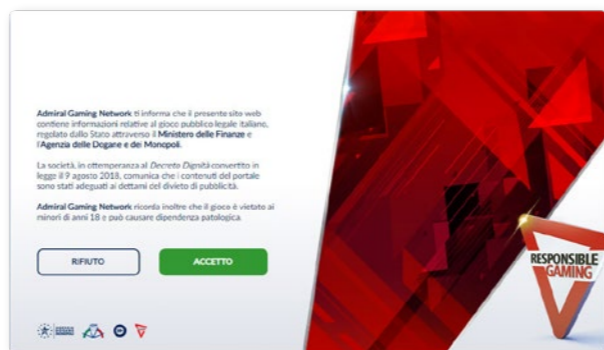 Admiral Gaming Network ti informa che il presente sito web
contiene informazioni relative al gioco pubblico legale italiano,
regolato dallo Stato attraverso il Ministero delle Finanze e
l'Agenzia delle Dogane e dei Monopoli.
La società, in ottemperanza al Decreto Dignità convertito in
legge il 9 agosto 2018, comunica che i contenuti del portale
sono stati adeguati ai dettami del divieto di pubblicità.
Admiral Gaming Network ricorda inoltre che il gioco è vietato ai
minori di anni 18 e può causare dipendenza patologica.
RIFIUTO
ACCETTO
RESPONSIBLE
GAMING